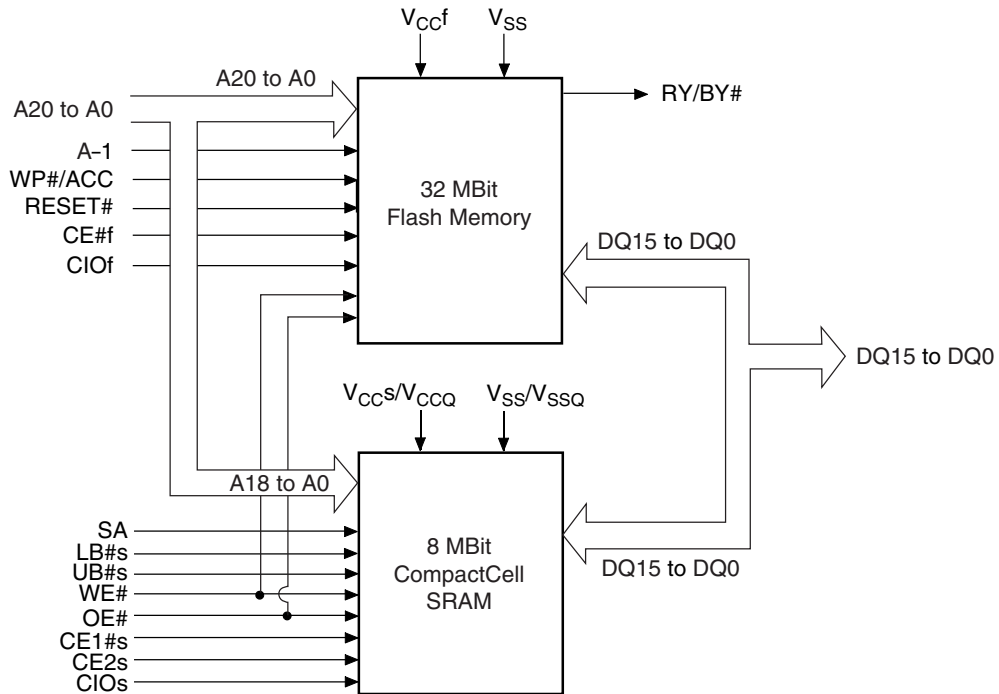 VCCf VSS
A20 to A0
A20 to A0
RY/BY#
A–1
WP#/ACC
RESET#
CE#f
CIOf
32 MBit
Flash Memory
DQ15 to DQ0
DQ15 to DQ0
VCCs/VCCQ VSS/VSSQ
A18 to A0
SA
LB#s
UB#s
WE#
OE#
CE1#s
CE2s
CIOs
8 MBit
CompactCell
SRAM
DQ15 to DQ0